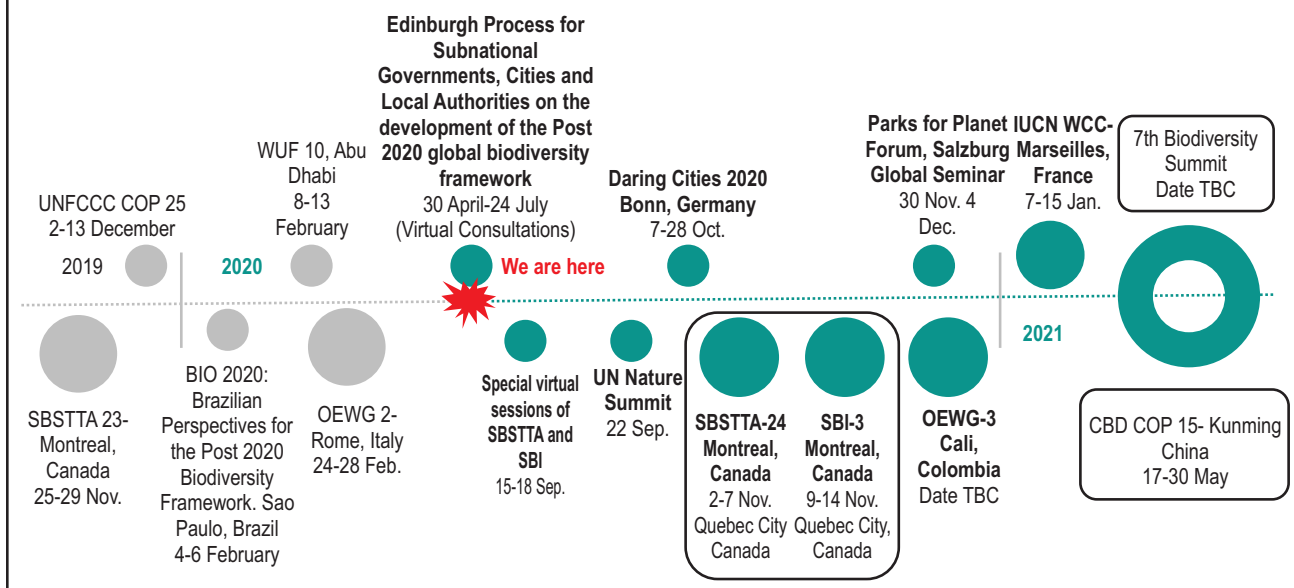 UNFCCC COP 25
2-13 December
2019
2020
WUF 10, Abu
Dhabi
8-13
February
Edinburgh Process for
Subnational
Governments, Cities and
Local Authorities on the
development of the Post
2020 global biodiversity
framework
30 April-24 July
(Virtual Consultations)
We are here
Daring Cities 2020
Bonn, Germany
7-28 Oct.
Parks for Planet
Forum, Salzburg
Global Seminar
30 Nov. 4
Dec.
IUCN WCC-
Marseilles,
France
7-15 Jan.
7th Biodiversity
Summit
Date TBC
SBSTTA 23-
Montreal,
Canada
25-29 Nov.
BIO 2020:
Brazilian
Perspectives for
the Post 2020
Biodiversity
Framework. Sao
Paulo, Brazil
4-6 February
OEWG 2-
Rome, Italy
24-28 Feb.
Special virtual
sessions of
SBSTTA and
SBI
15-18 Sep.
UN Nature
Summit
22 Sep.
SBSTTA-24
Montreal,
Canada
2-7 Nov.
Quebec City
Canada
SBI-3
Montreal,
Canada
9-14 Nov.
Quebec City,
Canada
OEWG-3
Cali,
Colombia
Date TBC
2021
CBD COP 15- Kunming
China
17-30 May